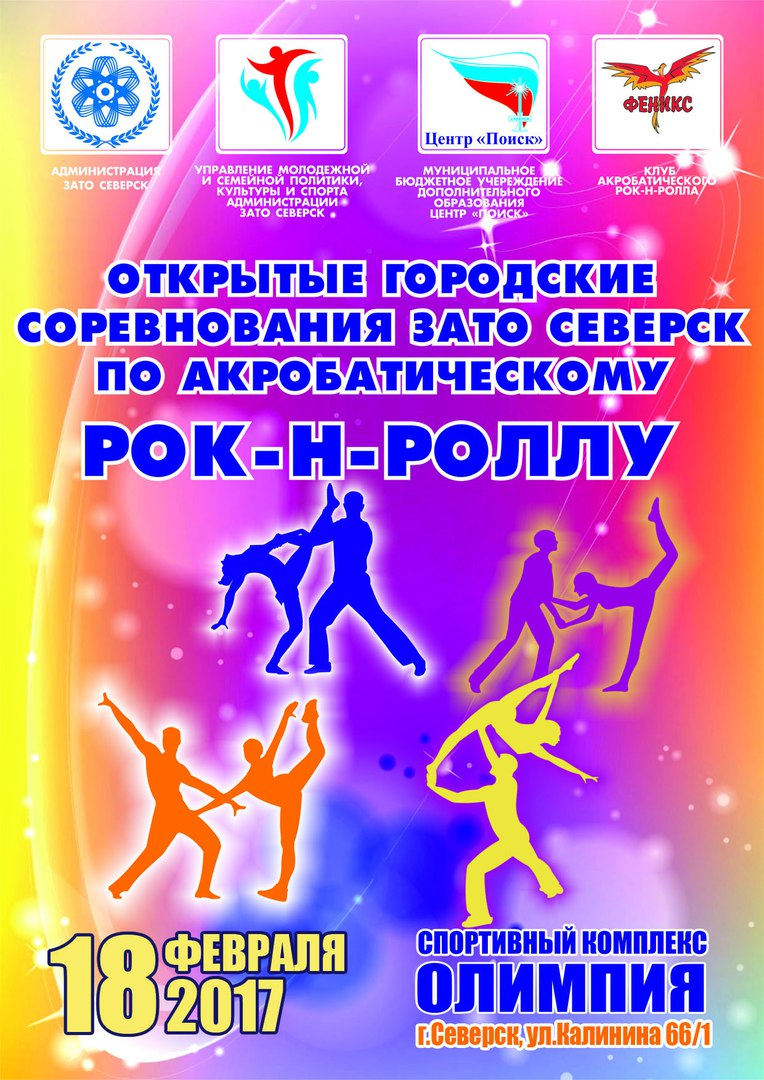 Центр «Поиск»
ФЕНИКС
АДМИНИСТРАЦИЯ
ЗАТО СЕВЕРСК
УПРАВЛЕНИЕ МОЛОДЕЖНОЙ
И СЕМЕЙНОЙ ПОЛИТИКИ,
КУЛЬТУРЫ И СПОРТА
АДМИНИСТРАЦИИ
ЗАТО СЕВЕРСК
МУНИЦИПАЛЬНОЕ
БЮДЖЕТНОЕ УЧЕРЕЖДЕНИЕ
ДОПОЛНИТЕЛЬНОГО
ОБРАЗОВАНИЯ
ЦЕНТР «ПОИСК»
КЛУБ
АКРОБАТИЧЕСКОГО
РОК-Н-РОЛЛА
ОТКРЫТЫЕ ГОРОДСКИЕ
СОРЕВНОВАНИЯ ЗАТО СЕВЕРСК
ПО АКРОБАТИЧЕСКОМУ
РОК-Н-РОЛЛУ
18 ФЕВРАЛЯ
2017
СПОРТИВНЫЙ КОМПЛЕКС
ОЛИМПИЯ
г.Северск, ул.Калинина 66/1